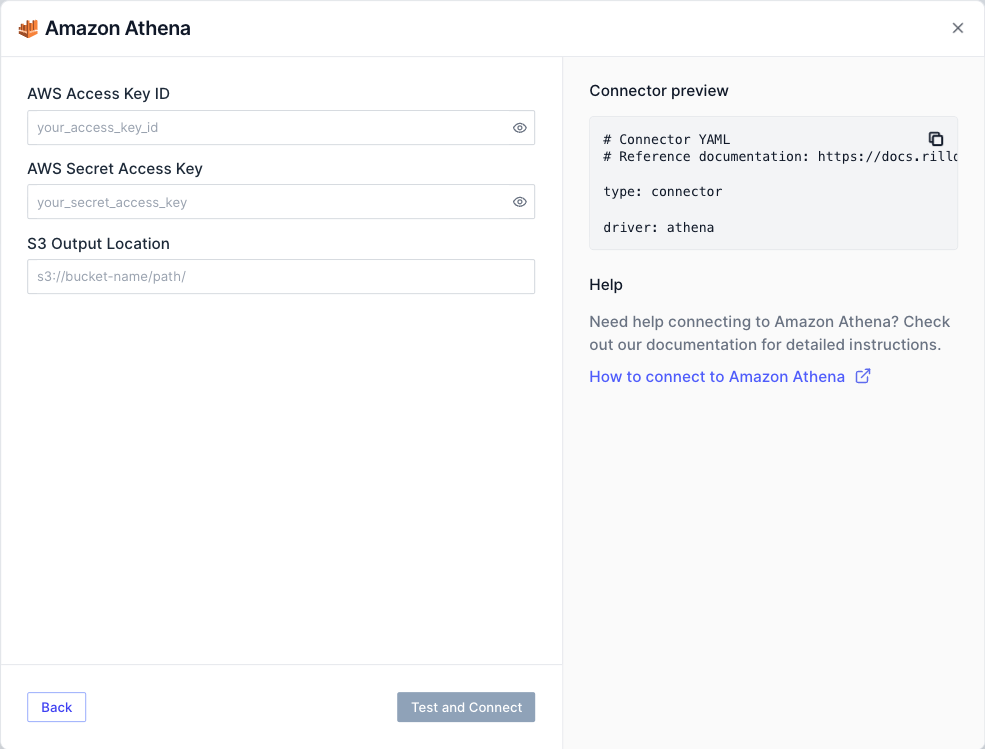 Amazon Athena
AWS Access Key ID
your_access_key_id
AWS Secret Access Key
your_secret_access_key
S3 Output Location
s3://bucket-name/path/
Back
Test and Connect
Connector preview
# Connector YAML
# Reference documentation: https://docs.rilld
type: connector
driver: athena
Help
Need help connecting to Amazon Athena? Check
out our documentation for detailed instructions.
How to connect to Amazon Athena